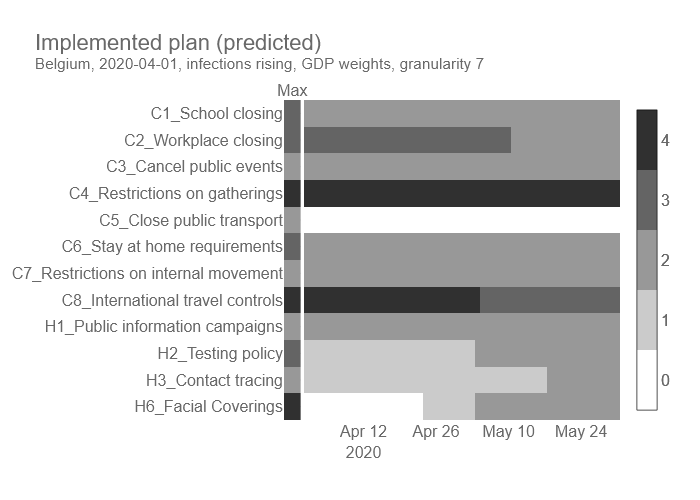 Implemented plan (predicted)
Belgium, 2020-04-01, infections rising, GDP weights, granularity 7
Max
C1_School closing
C2_Workplace closing
C3_Cancel public events
C4_Restrictions on gatherings
C5_Close public transport
C6_Stay at home requirements
C7_Restrictions on internal movement
C8_International travel controls
H1_Public information campaigns
H2_Testing policy
H3_Contact tracing
H6_Facial Coverings
4
3
2
1
0
Apr 12 Apr 26 May 10 May 24
2020